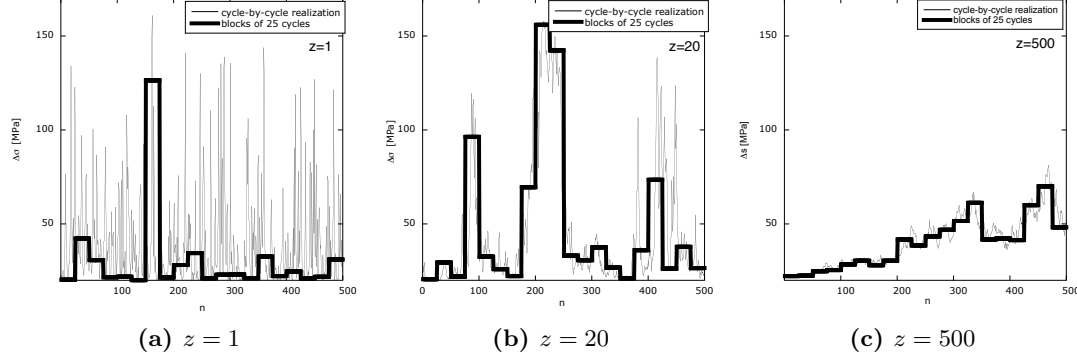 cycle-by-cycle realization
blocks of 25 cycles
z=1
150
100
50
Δσ [MPa]
0 100 200 300 400 500
n
(a) z = 1
cycle-by-cycle realization
blocks of 25 cycles
z=20
150
100
50
Δσ [MPa]
0 100 200 300 400 500
n
(b) z = 20
cycle-by-cycle realization
blocks of 25 cycles
z=500
150
100
50
Δs [MPa]
100 200 300 400 500
n
(c) z = 500